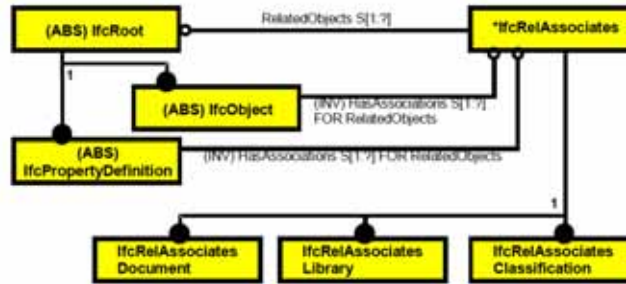 RelatedObjects S[1:?]
(ABS) IfcRoot
*IfcRelAssociates
1
(ABS) IfcObject
(INV) HasAssociations S[1:?]
FOR RelatedObjects
(ABS)
IfcPropertyDefinition
(INV) HasAssociations S[1:?] FOR RelatedObjects
1
IfcRelAssociates
Document
IfcRelAssociates
Library
IfcRelAssociates
Classification